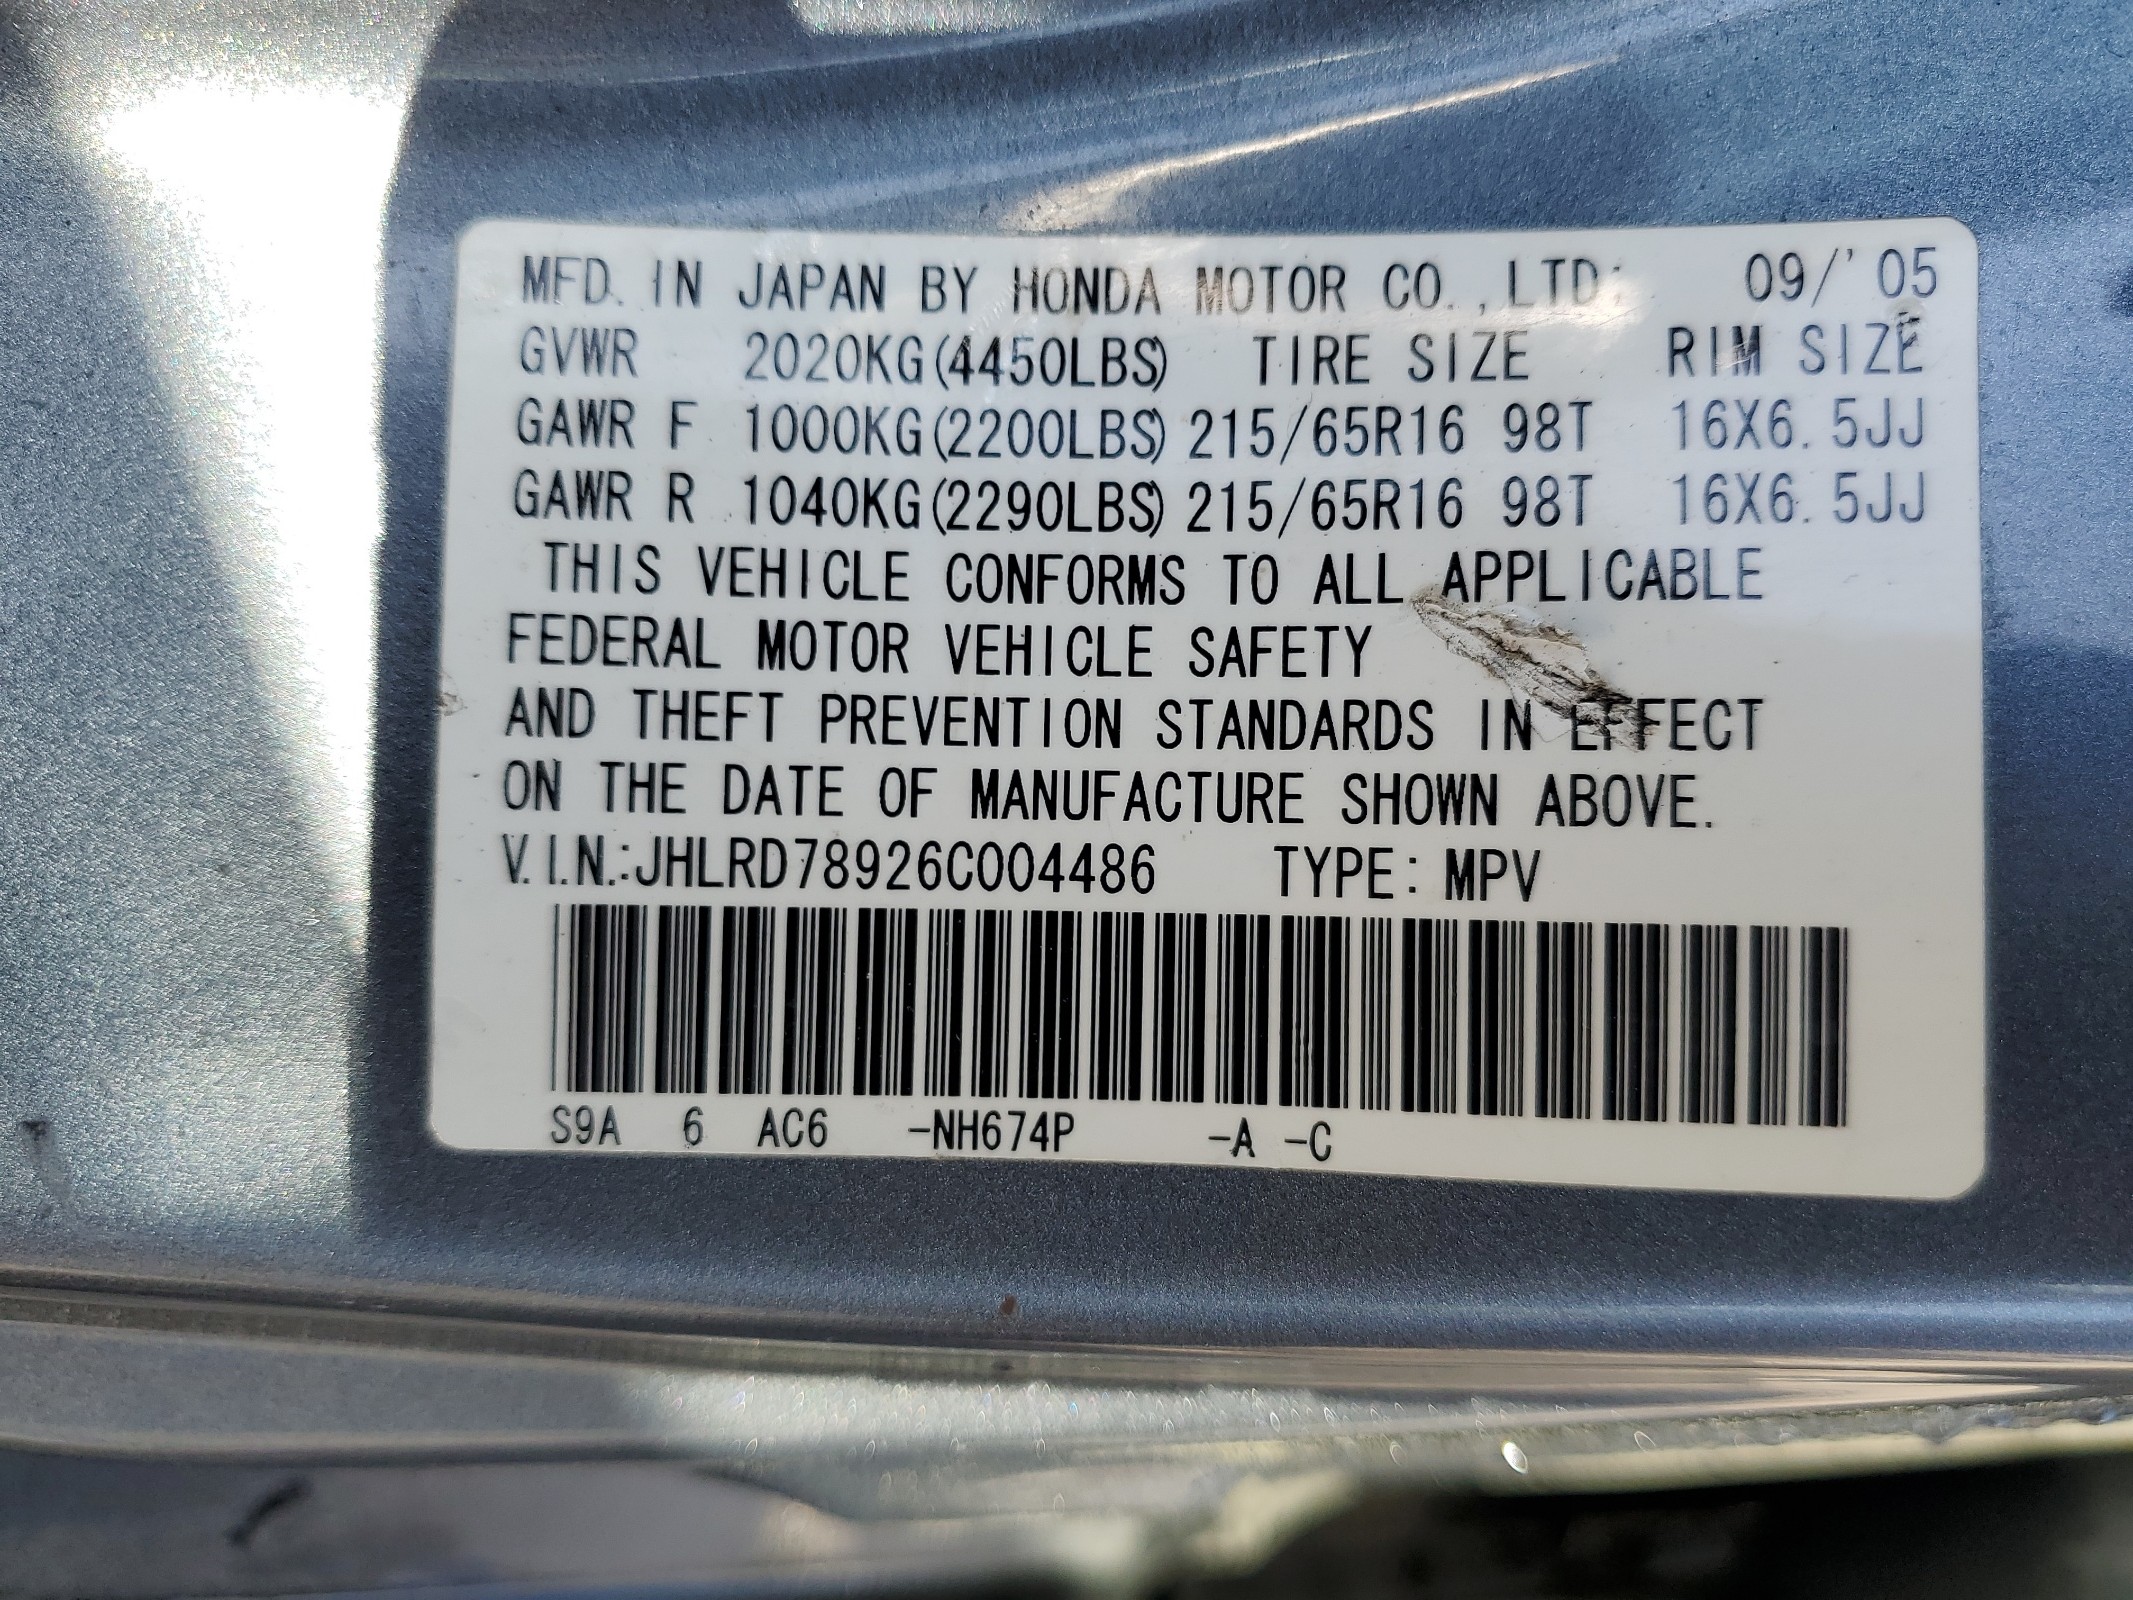 MFD. IN JAPAN BY HONDA MOTOR CO.,LTD. 09/'05
GVWR 2020KG(4450LBS) TIRE SIZE RIM SIZE
GAWR F 1000KG(2200LBS) 215/65R16 98T 16X6.5JJ
GAWR R 1040KG(2290LBS) 215/65R16 98T 16X6.5JJ
THIS VEHICLE CONFORMS TO ALL APPLICABLE
FEDERAL MOTOR VEHICLE SAFETY
AND THEFT PREVENTION STANDARDS IN EFFECT
ON THE DATE OF MANUFACTURE SHOWN ABOVE.
V.I.N.:JHLRD78926C004486 TYPE: MPV
S9A 6 AC6 -NH674P -A -C